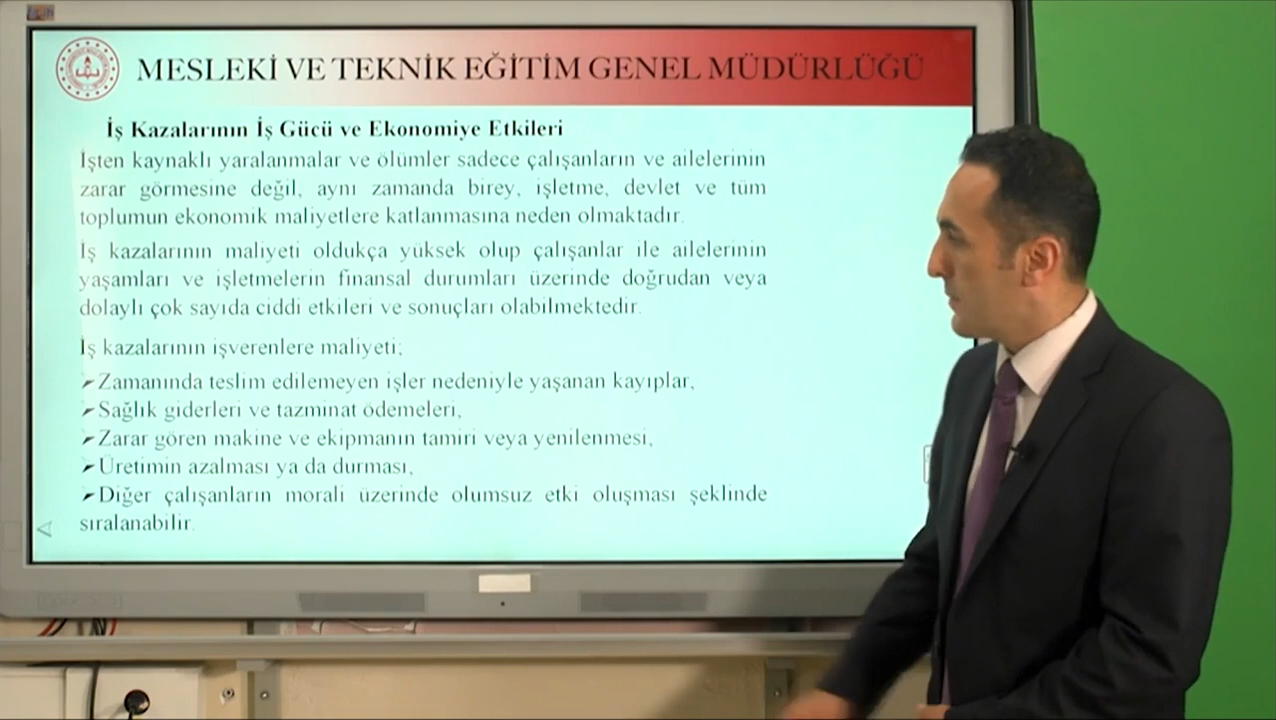 MESLEKİ VE TEKNİK EĞİTİM GENEL MÜDÜRLÜĞÜ
İş Kazalarının İş Gücü ve Ekonomiye Etkileri
İşten kaynaklı yaralanmalar ve ölümler sadece çalışanların ve ailelerinin
zarar görmesine değil, aynı zamanda birey, işletme, devlet ve tüm
toplumun ekonomik maliyetlere katlanmasına neden olmaktadır.
İş kazalarının maliyeti oldukça yüksek olup çalışanlar ile ailelerinin
yaşamları ve işletmelerin finansal durumları üzerinde doğrudan veya
dolaylı çok sayıda ciddi etkileri ve sonuçları olabilmektedir.
İş kazalarının işverenlere maliyeti;
➢Zamanında teslim edilemeyen işler nedeniyle yaşanan kayıplar,
➢Sağlık giderleri ve tazminat ödemeleri,
➢Zarar gören makine ve ekipmanın tamiri veya yenilenmesi,
➢Üretimin azalması ya da durması,
➢Diğer çalışanların morali üzerinde olumsuz etki oluşması şeklinde
sıralanabilir.